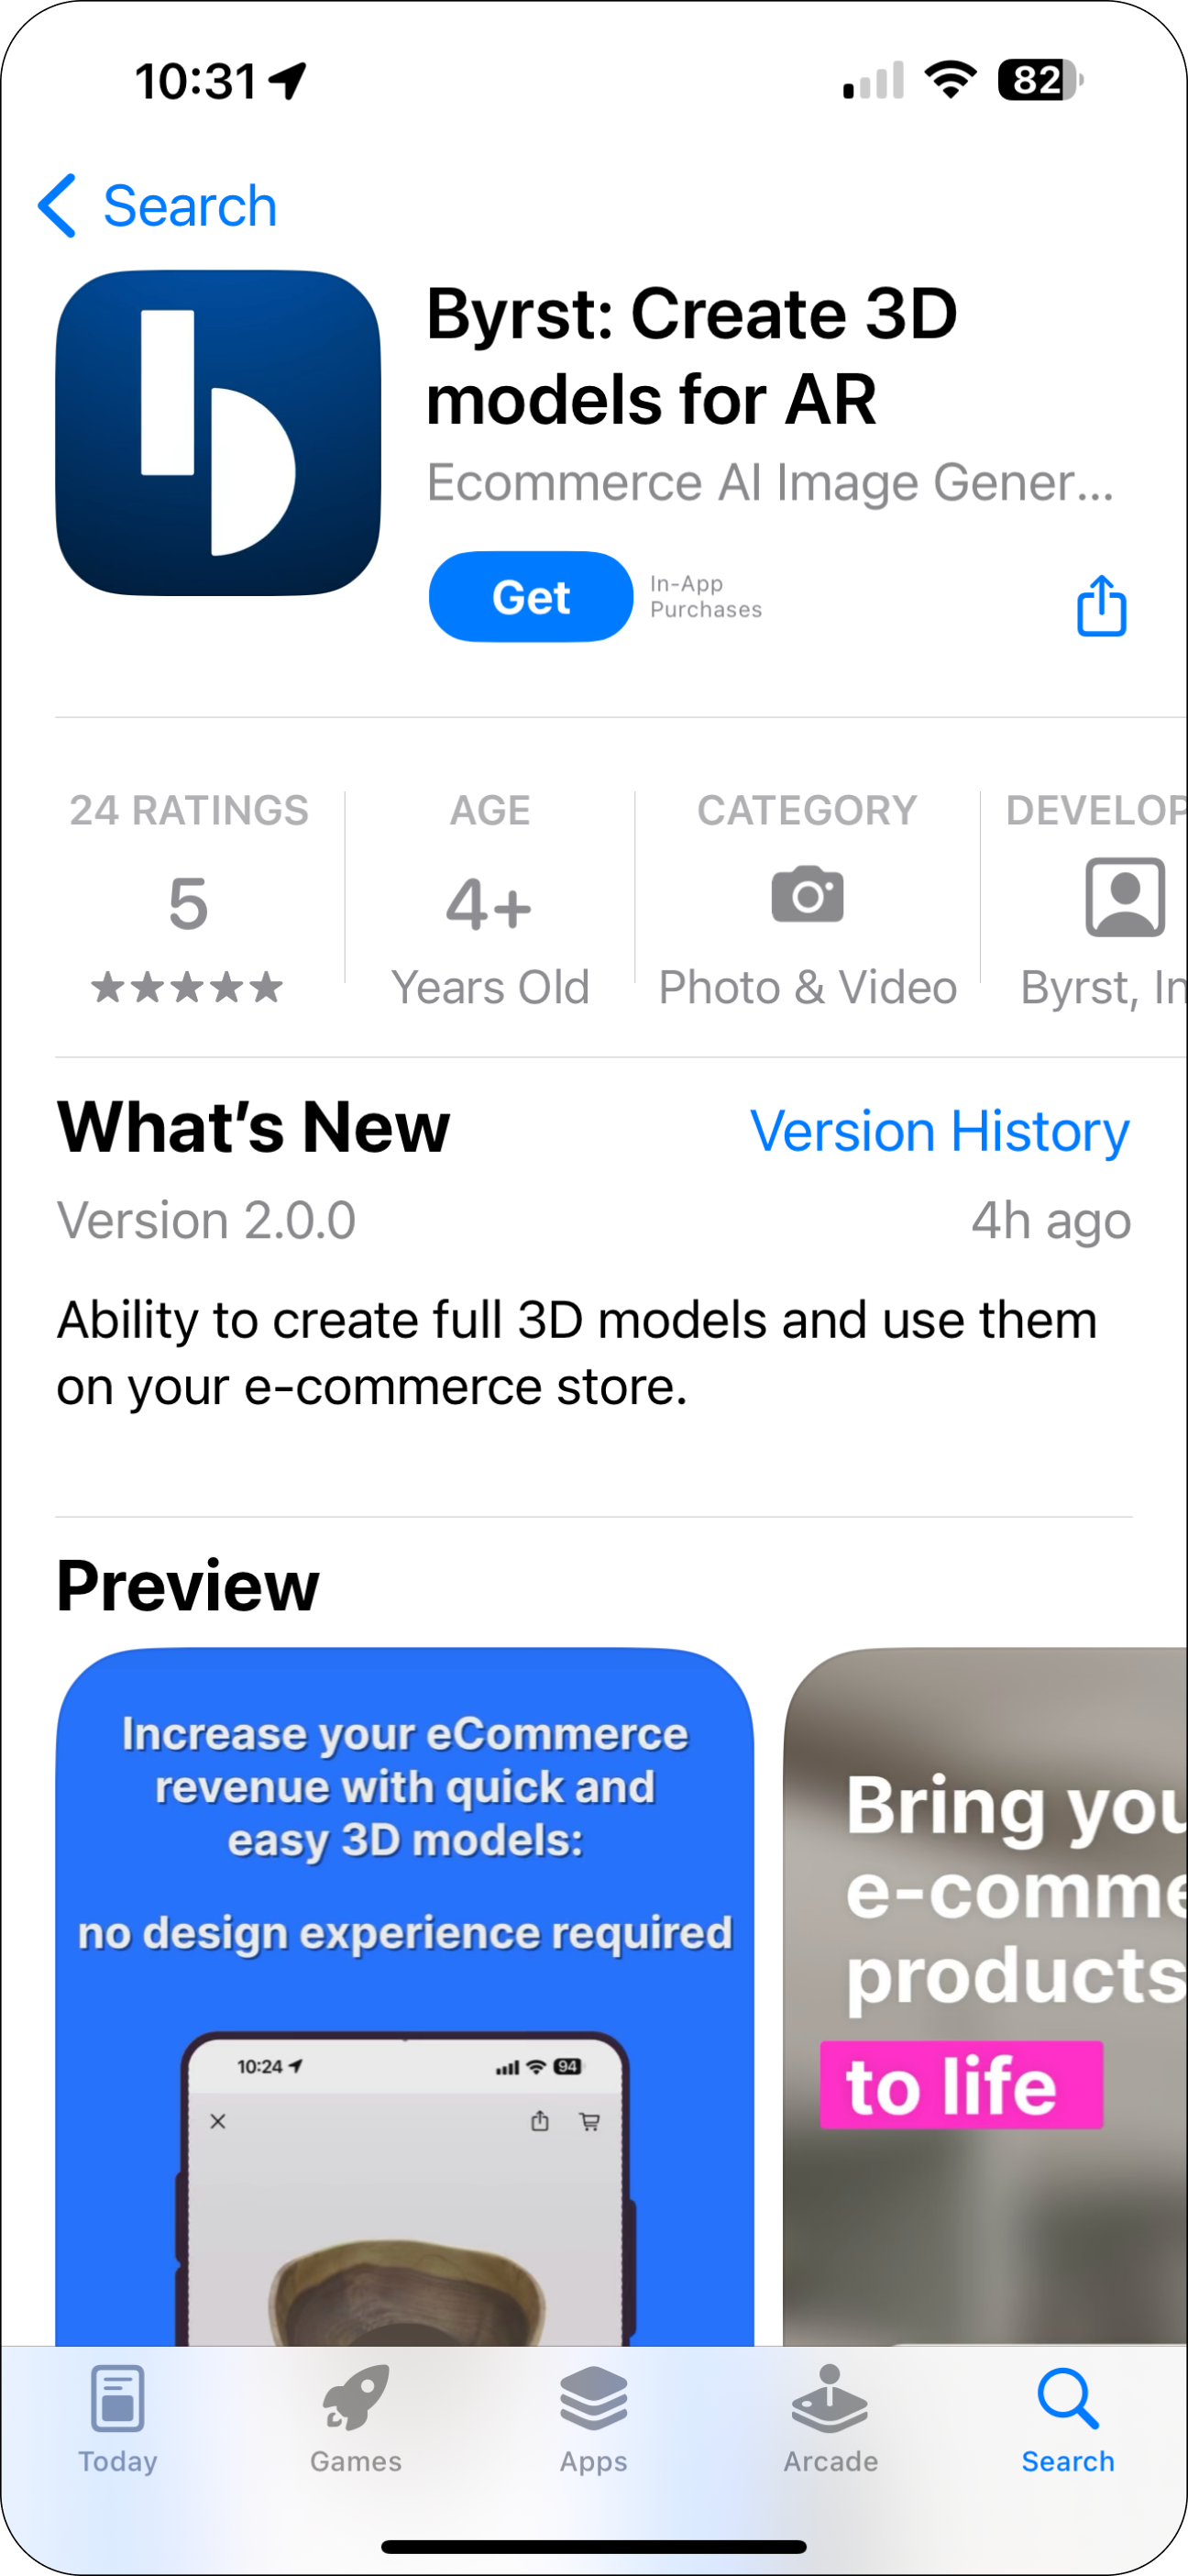 10:31
82
Search
Byrst: Create 3D
models for AR
Ecommerce AI Image Gener...
Get
In-App
Purchases
24 RATINGS
5
AGE
4+
Years Old
CATEGORY
Photo & Video
DEVELOP
Byrst, In
What's New
Version History
Version 2.0.0
4h ago
Ability to create full 3D models and use them
on your e-commerce store.
Preview
Increase your eCommerce
revenue with quick and
easy 3D models:
no design experience required
10:24
94
Bring you
e-comme
products
to life
Today
Games
Apps
Arcade
Search